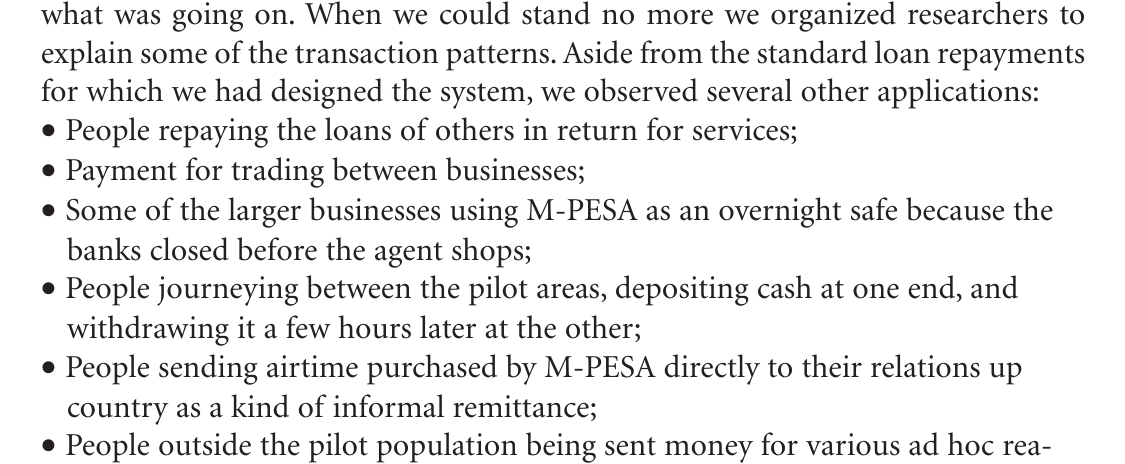 what was going on. When we could stand no more we organized researchers to
explain some of the transaction patterns. Aside from the standard loan repayments
for which we had designed the system, we observed several other applications:
• People repaying the loans of others in return for services;
• Payment for trading between businesses;
• Some of the larger businesses using M-PESA as an overnight safe because the
banks closed before the agent shops;
• People journeying between the pilot areas, depositing cash at one end, and
withdrawing it a few hours later at the other;
• People sending airtime purchased by M-PESA directly to their relations up
country as a kind of informal remittance;
• People outside the pilot population being sent money for various ad hoc rea-